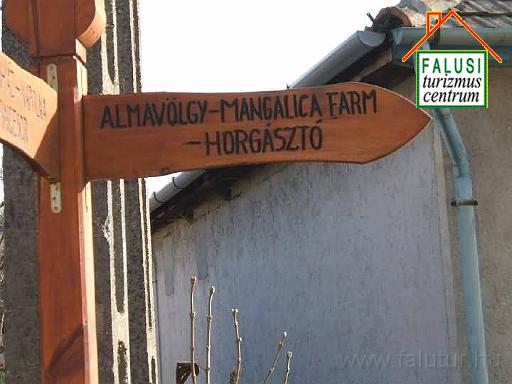 FALUSI
turizmus
centrum
ALMAVÖLGY-MANGALICA FARM
-HORGÁSZTÓ
www.falutur.hu